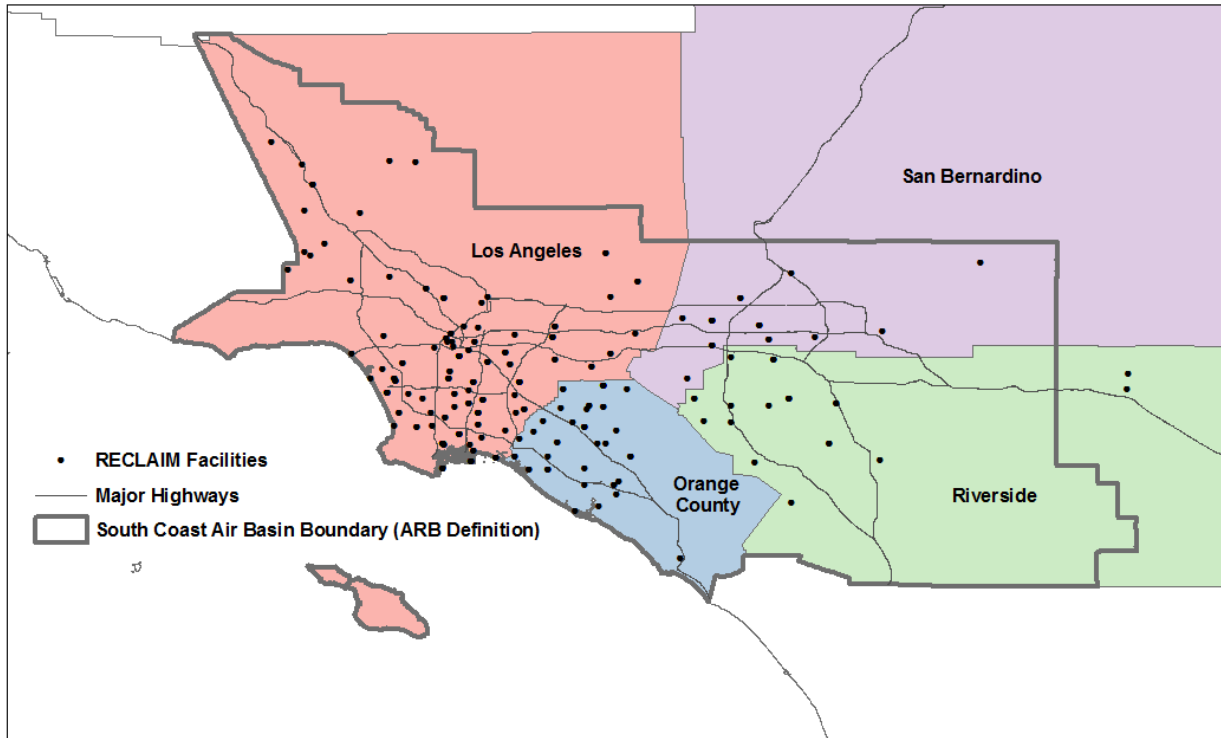 San Bernardino
Los Angeles
RECLAIM Facilities
Major Highways
South Coast Air Basin Boundary (ARB Definition)
Orange
County
Riverside